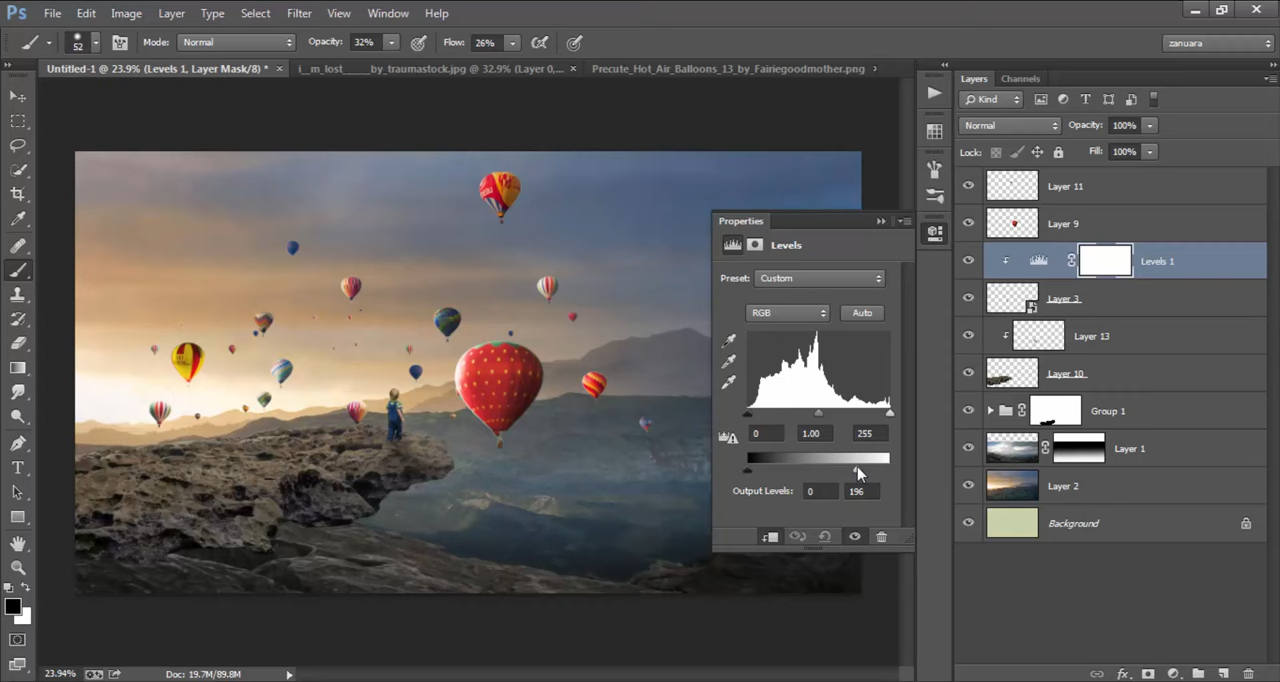 Ps File Edit Image Layer Type Select Filter View Window Help
52 Mode: Normal Opacity: 32% Flow: 26% zanuara
Untitled-1 @ 23.9% (Levels 1, Layer Mask/8) * × i__m_lost_____by_traumastock.jpg @ 32.9% (Layer 0,... × Precute_Hot_Air_Balloons_13_by_Fairiegoodmother.png
Properties
Levels
Preset: Custom
RGB Auto
0 1.00 255
Output Levels: 0 196
Layers Channels
Kind
Normal Opacity: 100%
Lock: Fill: 100%
Layer 11
Layer 9
Levels 1
Layer 3
Layer 13
Layer 10
Group 1
Layer 1
Layer 2
Background
fx
23.94% Doc: 19.7M/89.8M